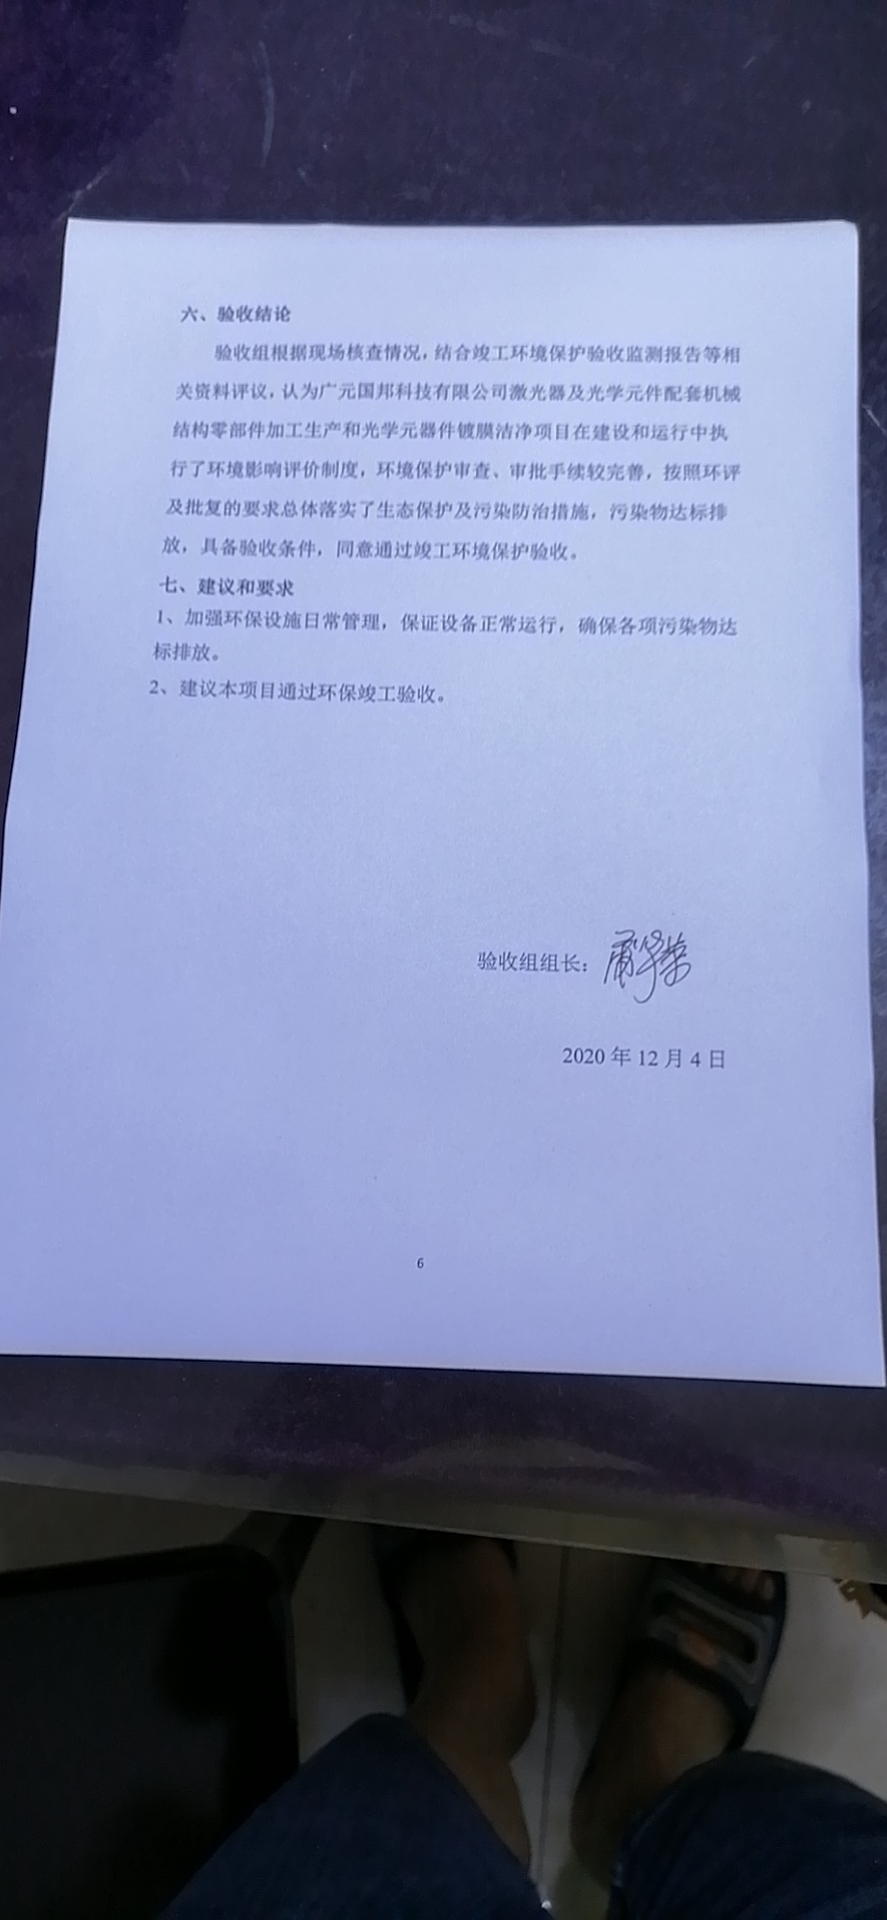 六、验收结论
验收组根据现场核查情况，结合竣工环境保护验收监测报告等相
关资料评议，认为广元国邦科技有限公司激光器及光学元件配套机械
结构零部件加工生产和光学元器件镀膜洁净项目在建设和运行中执
行了环境影响评价制度，环境保护审查、审批手续较完善，按照环评
及批复的要求总体落实了生态保护及污染防治措施，污染物达标排
放，具备验收条件，同意通过竣工环境保护验收。
七、建议和要求
1、加强环保设施日常管理，保证设备正常运行，确保各项污染物达
标排放。
2、建议本项目通过环保竣工验收。
验收组组长：
2020 年 12 月 4 日
6